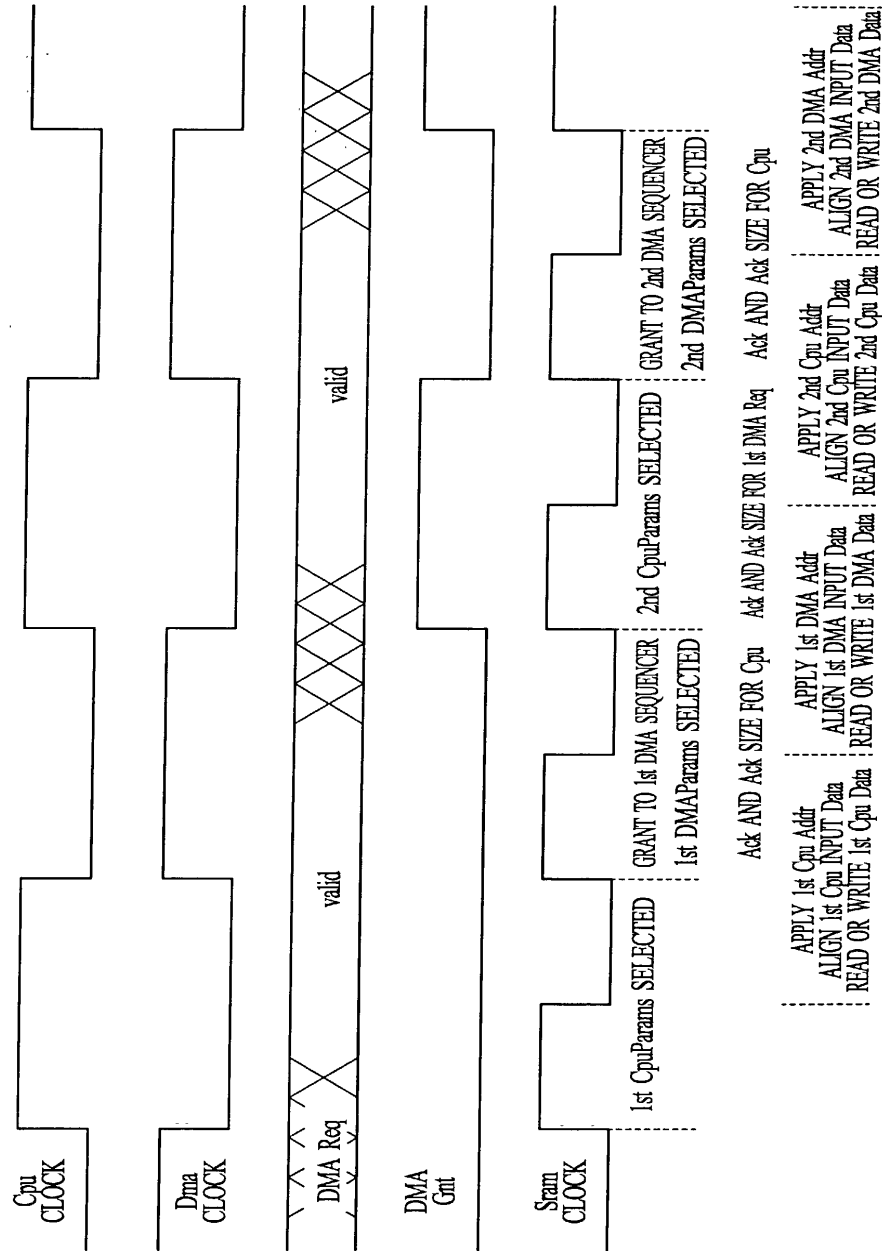 Cpu
CLOCK
Dma
CLOCK
DMA Req
valid
valid
DMA
Gnt
Sram
CLOCK
1st CpuParams SELECTED
GRANT TO 1st DMA SEQUENCER
1st DMAParams SELECTED
2nd CpuParams SELECTED
GRANT TO 2nd DMA SEQUENCER
2nd DMAParams SELECTED
Ack AND Ack SIZE FOR Cpu
Ack AND Ack SIZE FOR 1st DMA Req
Ack AND Ack SIZE FOR Cpu
APPLY 1st Cpu Addr
ALIGN 1st Cpu INPUT Data
READ OR WRITE 1st Cpu Data
APPLY 1st DMA Addr
ALIGN 1st DMA INPUT Data
READ OR WRITE 1st DMA Data
APPLY 2nd Cpu Addr
ALIGN 2nd Cpu INPUT Data
READ OR WRITE 2nd Cpu Data
APPLY 2nd DMA Addr
ALIGN 2nd DMA INPUT Data
READ OR WRITE 2nd DMA Data